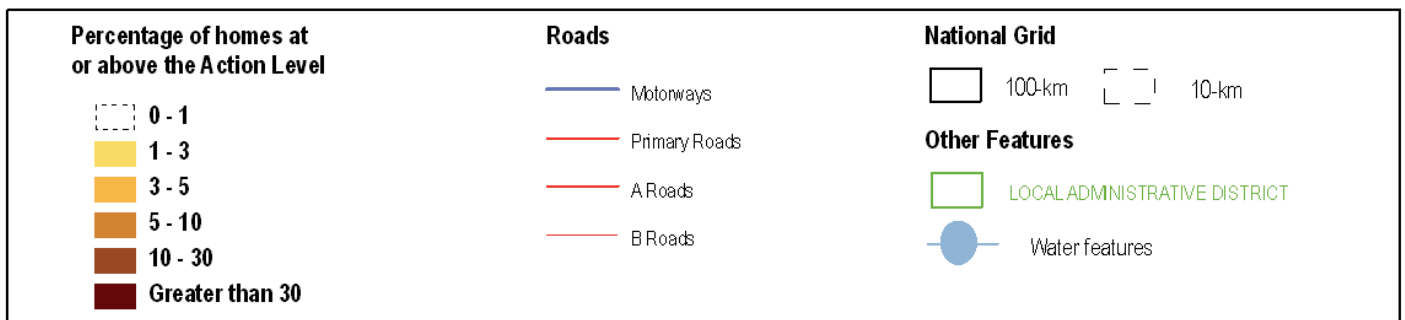 Percentage of homes at
or above the Action Level
0 - 1
1 - 3
3 - 5
5 - 10
10 - 30
Greater than 30
Roads
Motorways
Primary Roads
A Roads
B Roads
National Grid
100-km
10-km
Other Features
LOCAL ADMINISTRATIVE DISTRICT
Water features